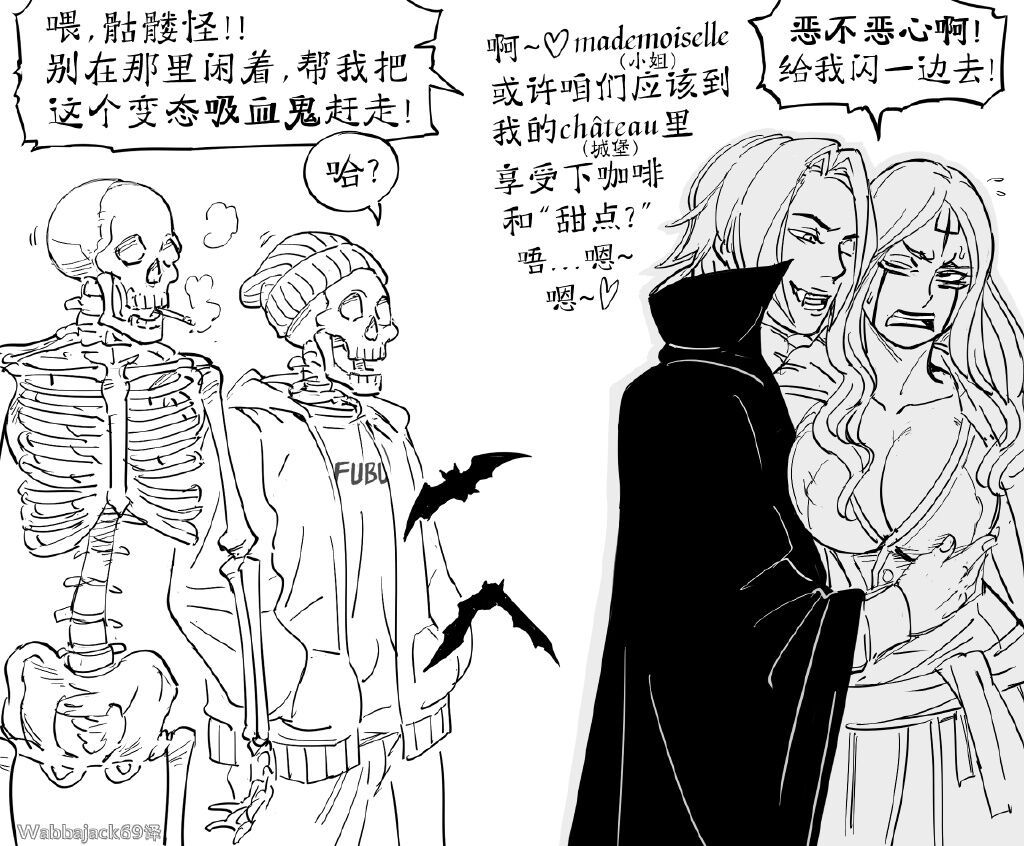 喂,骷髅怪!!
别在那里闲着,帮我把
这个变态吸血鬼赶走!
哈?
啊~♡mademoiselle
(小姐)
或许咱们应该到
我的château里
(城堡)
享受下咖啡
和“甜点?”
唔...嗯~
嗯~♡
恶不恶心啊!
给我闪一边去!
FUBU
Wabbajack69译